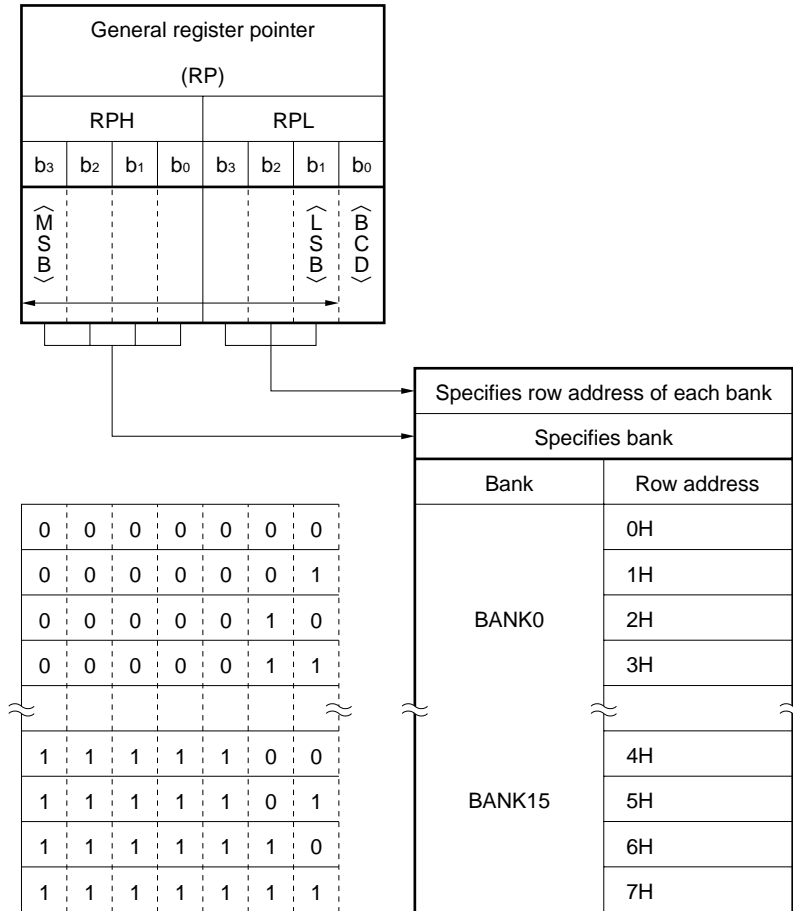 General register pointer
(RP)
RPH RPL
b3 b2 b1 b0 b3 b2 b1 b0
(MSB) (LSB) (BCD)
Specifies row address of each bank
Specifies bank
Bank Row address
0 0 0 0 0 0 0 0H
0 0 0 0 0 0 1 1H
0 0 0 0 0 1 0 BANK0 2H
0 0 0 0 0 1 1 3H
1 1 1 1 1 0 0 4H
1 1 1 1 1 0 1 BANK15 5H
1 1 1 1 1 1 0 6H
1 1 1 1 1 1 1 7H